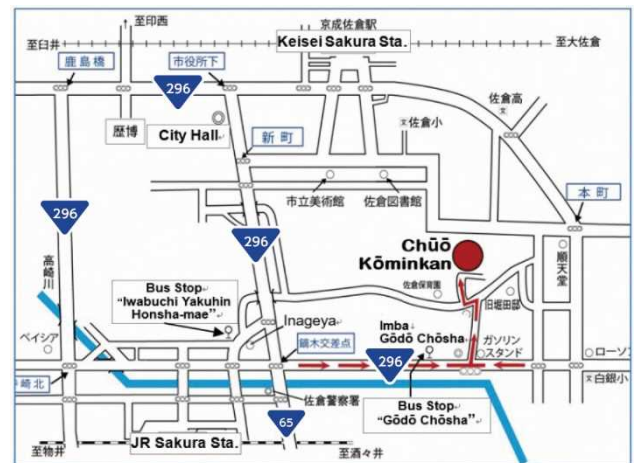 至印西
京成佐倉駅
至臼井
Keisei Sakura Sta.
至大佐倉
鹿島橋
市役所下
296
佐倉高
文
歴博
City Hall
文佐倉小
新町
市立美術館
佐倉図書館
本町
296
296
高崎川
Chūō
Kōminkan
順天堂
Bus Stop
"Iwabuchi Yakuhin
Honsha-mae"
佐倉保育園
旧堀田邸
Inageya
Imba
Gōdō Chōsha
ガソリン
スタンド
ベイシア
鏑木交差点
296
ローソン
崎北
文白銀小
佐倉警察署
Bus Stop
"Gōdō Chōsha"
65
至物井
JR Sakura Sta.
至酒々井